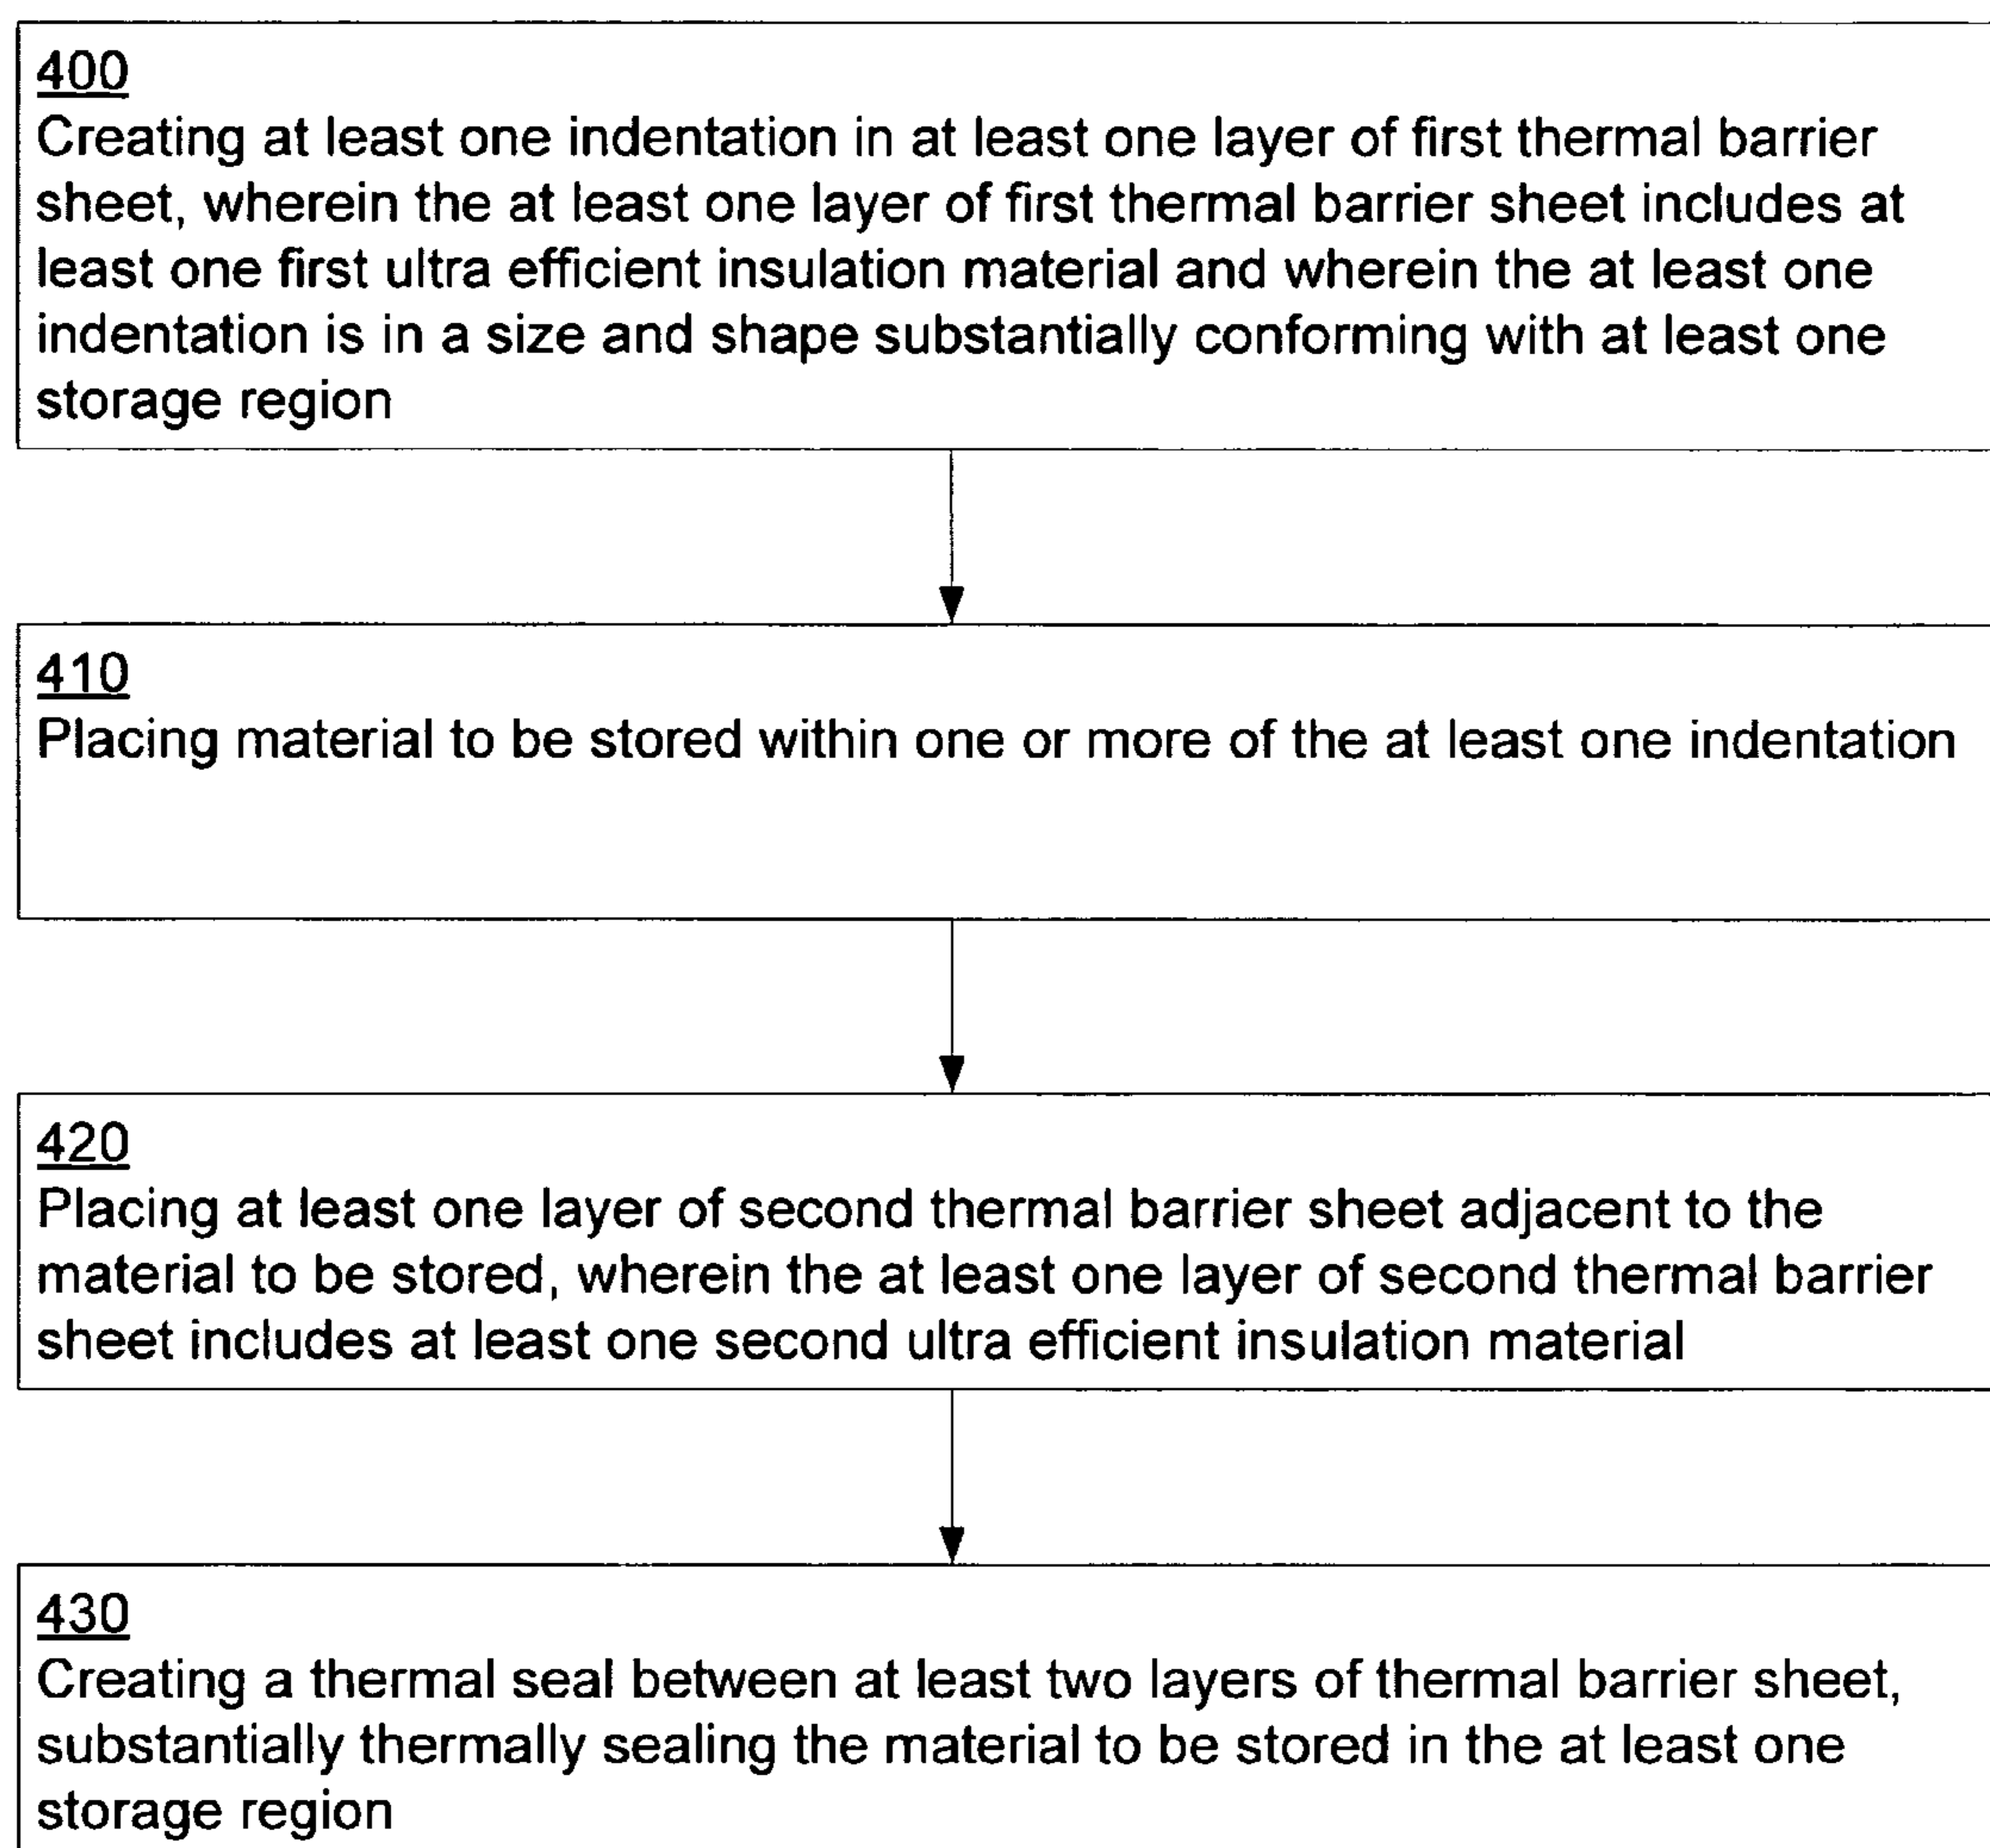 400
Creating at least one indentation in at least one layer of first thermal barrier
sheet, wherein the at least one layer of first thermal barrier sheet includes at
least one first ultra efficient insulation material and wherein the at least one
indentation is in a size and shape substantially conforming with at least one
storage region
410
Placing material to be stored within one or more of the at least one indentation
420
Placing at least one layer of second thermal barrier sheet adjacent to the
material to be stored, wherein the at least one layer of second thermal barrier
sheet includes at least one second ultra efficient insulation material
430
Creating a thermal seal between at least two layers of thermal barrier sheet,
substantially thermally sealing the material to be stored in the at least one
storage region